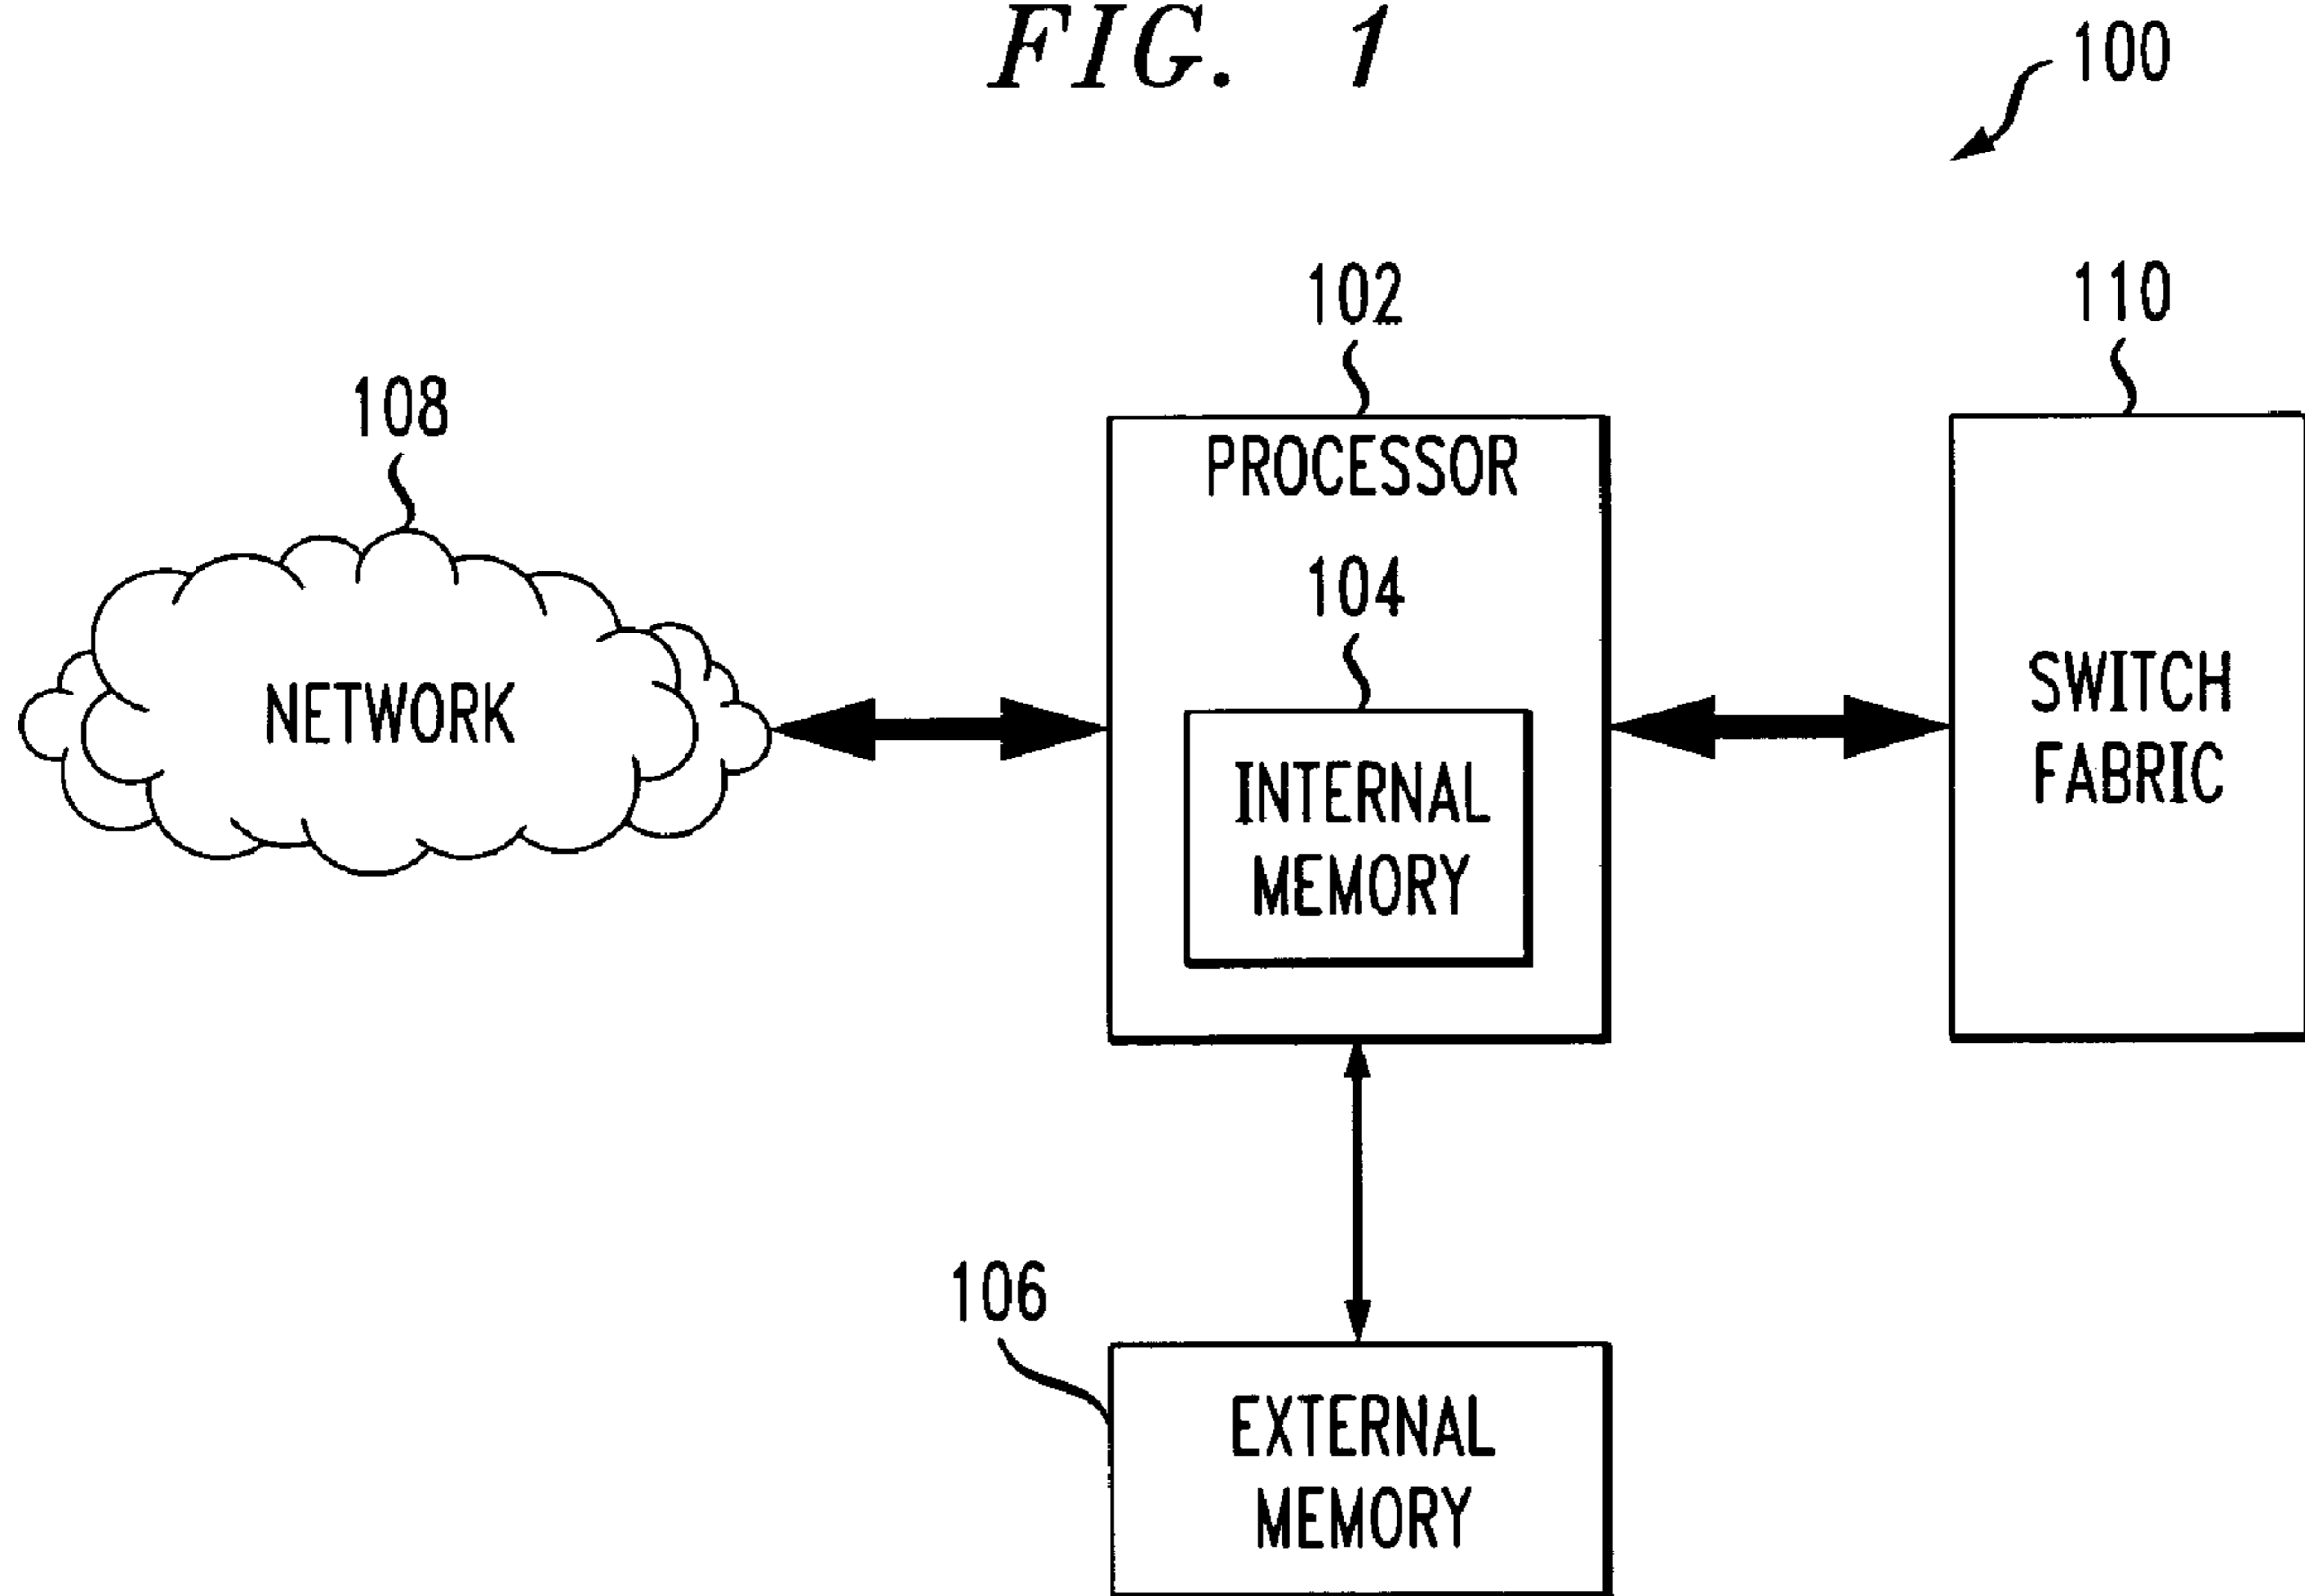 FIG. 1
100
102
110
108
PROCESSOR
104
NETWORK
SWITCH
FABRIC
INTERNAL
MEMORY
106
EXTERNAL
MEMORY